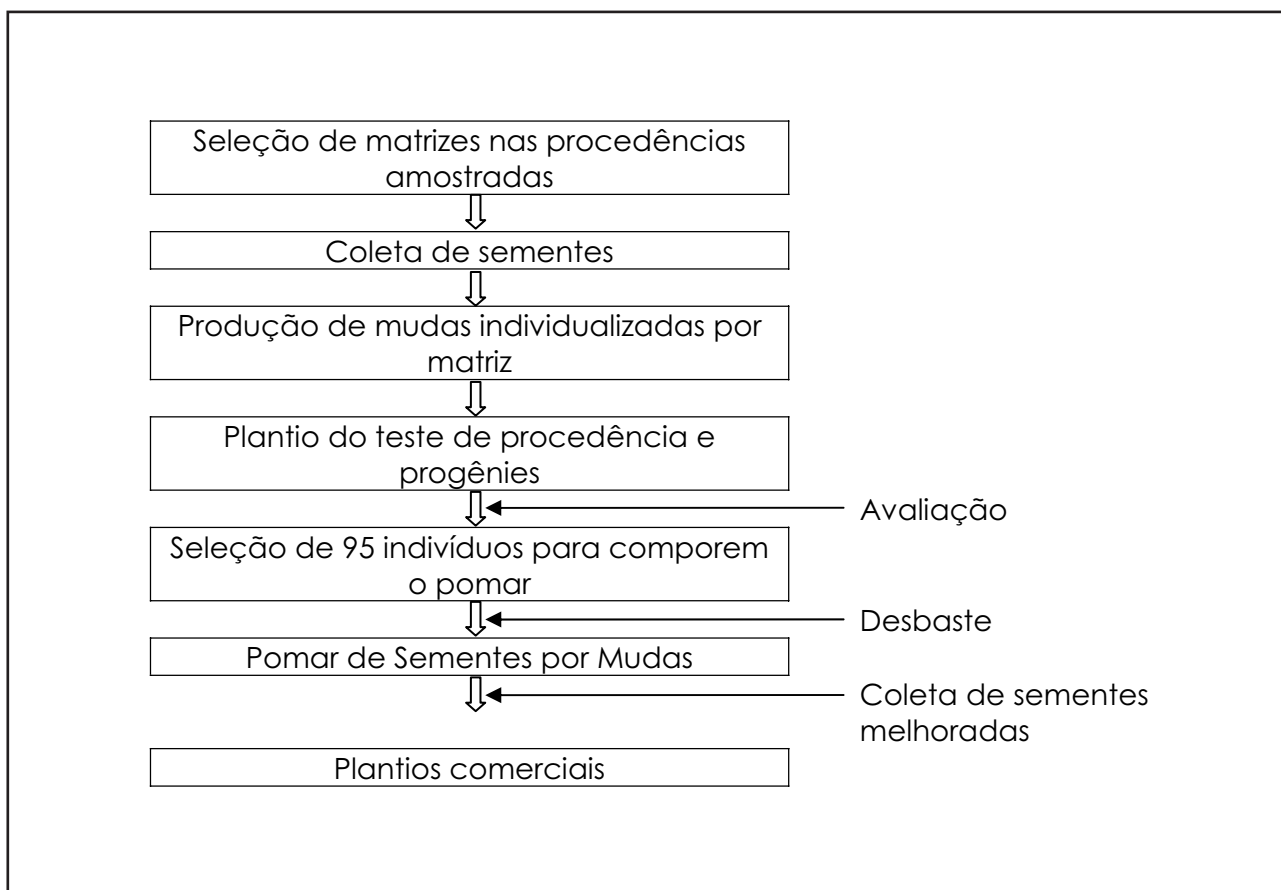 Seleção de matrizes nas procedências
amostradas
Coleta de sementes
Produção de mudas individualizadas por
matriz
Plantio do teste de procedência e
progênies
Avaliação
Seleção de 95 indivíduos para comporem
o pomar
Desbaste
Pomar de Sementes por Mudas
Coleta de sementes
melhoradas
Plantios comerciais